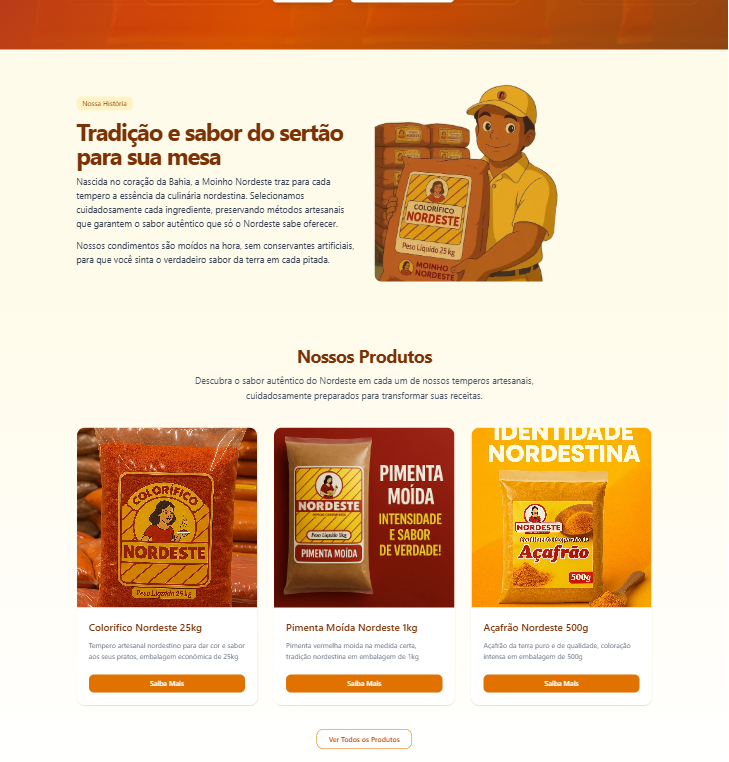 Nossa História
Tradição e sabor do sertão
para sua mesa
Nascida no coração da Bahia, a Moinho Nordeste traz para cada
tempero a essência da culinária nordestina. Selecionamos
cuidadosamente cada ingrediente, preservando métodos artesanais
que garantem o sabor autêntico que só o Nordeste sabe oferecer.
Nossos condimentos são moídos na hora, sem conservantes artificiais,
para que você sinta o verdadeiro sabor da terra em cada pitada.
COLORÍFICO
NORDESTE
Peso Líquido 25 kg
MOINHO
NORDESTE
Nossos Produtos
Descubra o sabor autêntico do Nordeste em cada um de nossos temperos artesanais,
cuidadosamente preparados para transformar suas receitas.
COLORÍFICO
NORDESTE
Peso Líquido 25 kg
NORDESTE
Peso Líquido 1kg
PIMENTA MOÍDA
PIMENTA
MOÍDA
INTENSIDADE
E SABOR
DE VERDADE!
IDENTIDADE
NORDESTINA
NORDESTE
Açafrão
500g
Colorífico Nordeste 25kg
Tempero artesanal nordestino para dar cor e sabor
aos seus pratos, embalagem econômica de 25kg
Saiba Mais
Pimenta Moída Nordeste 1kg
Pimenta vermelha moída na medida certa,
tradição nordestina em embalagem de 1kg
Saiba Mais
Açafrão Nordeste 500g
Açafrão da terra puro e de qualidade, coloração
intensa em embalagem de 500g
Saiba Mais
Ver Todos os Produtos